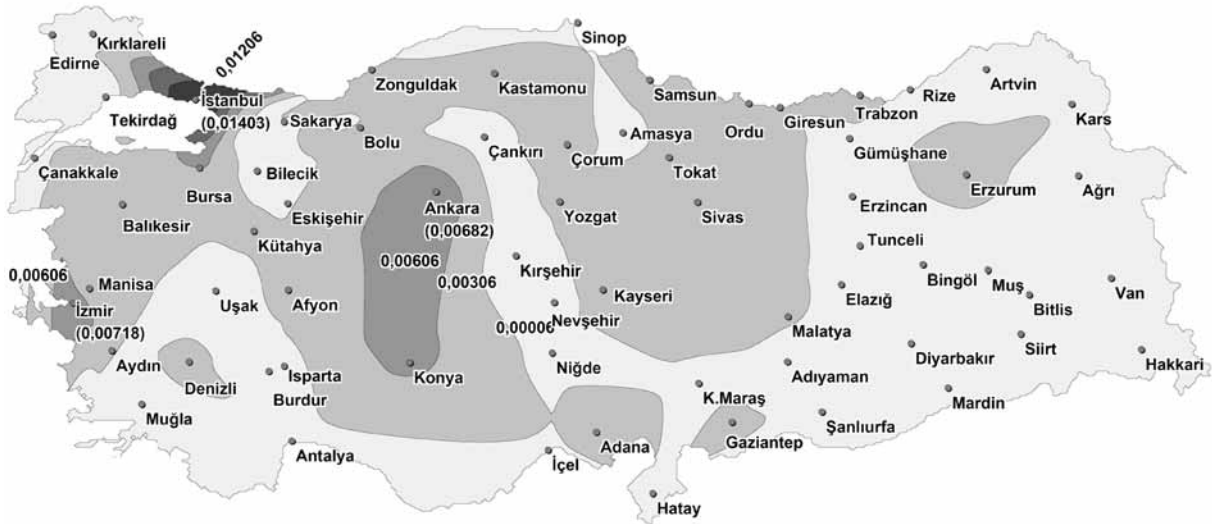 0,01206
Kırklareli
Edirne
Sinop
Zonguldak
Kastamonu
Samsun
Artvin
Rize
İstanbul
(0,01403)
Tekirdağ
Sakarya
Bolu
Ordu
Giresun
Trabzon
Kars
Amasya
Çankırı
Çorum
Gümüşhane
Çanakkale
Bilecik
Bursa
Tokat
Erzurum
Ağrı
Ankara
(0,00682)
Yozgat
Sivas
Erzincan
Balıkesir
Eskişehir
Kütahya
Tunceli
0,00606
0,00606
0,00306
Kırşehir
Bingöl
Muş
Van
Manisa
Uşak
Afyon
Kayseri
Elazığ
Bitlis
İzmir
(0,00718)
Nevşehir
0,00006
Malatya
Siirt
Diyarbakır
Hakkari
Aydın
Denizli
Isparta
Burdur
Konya
Niğde
Adıyaman
K.Maraş
Mardin
Muğla
Şanlıurfa
Gaziantep
Adana
Antalya
İçel
Hatay